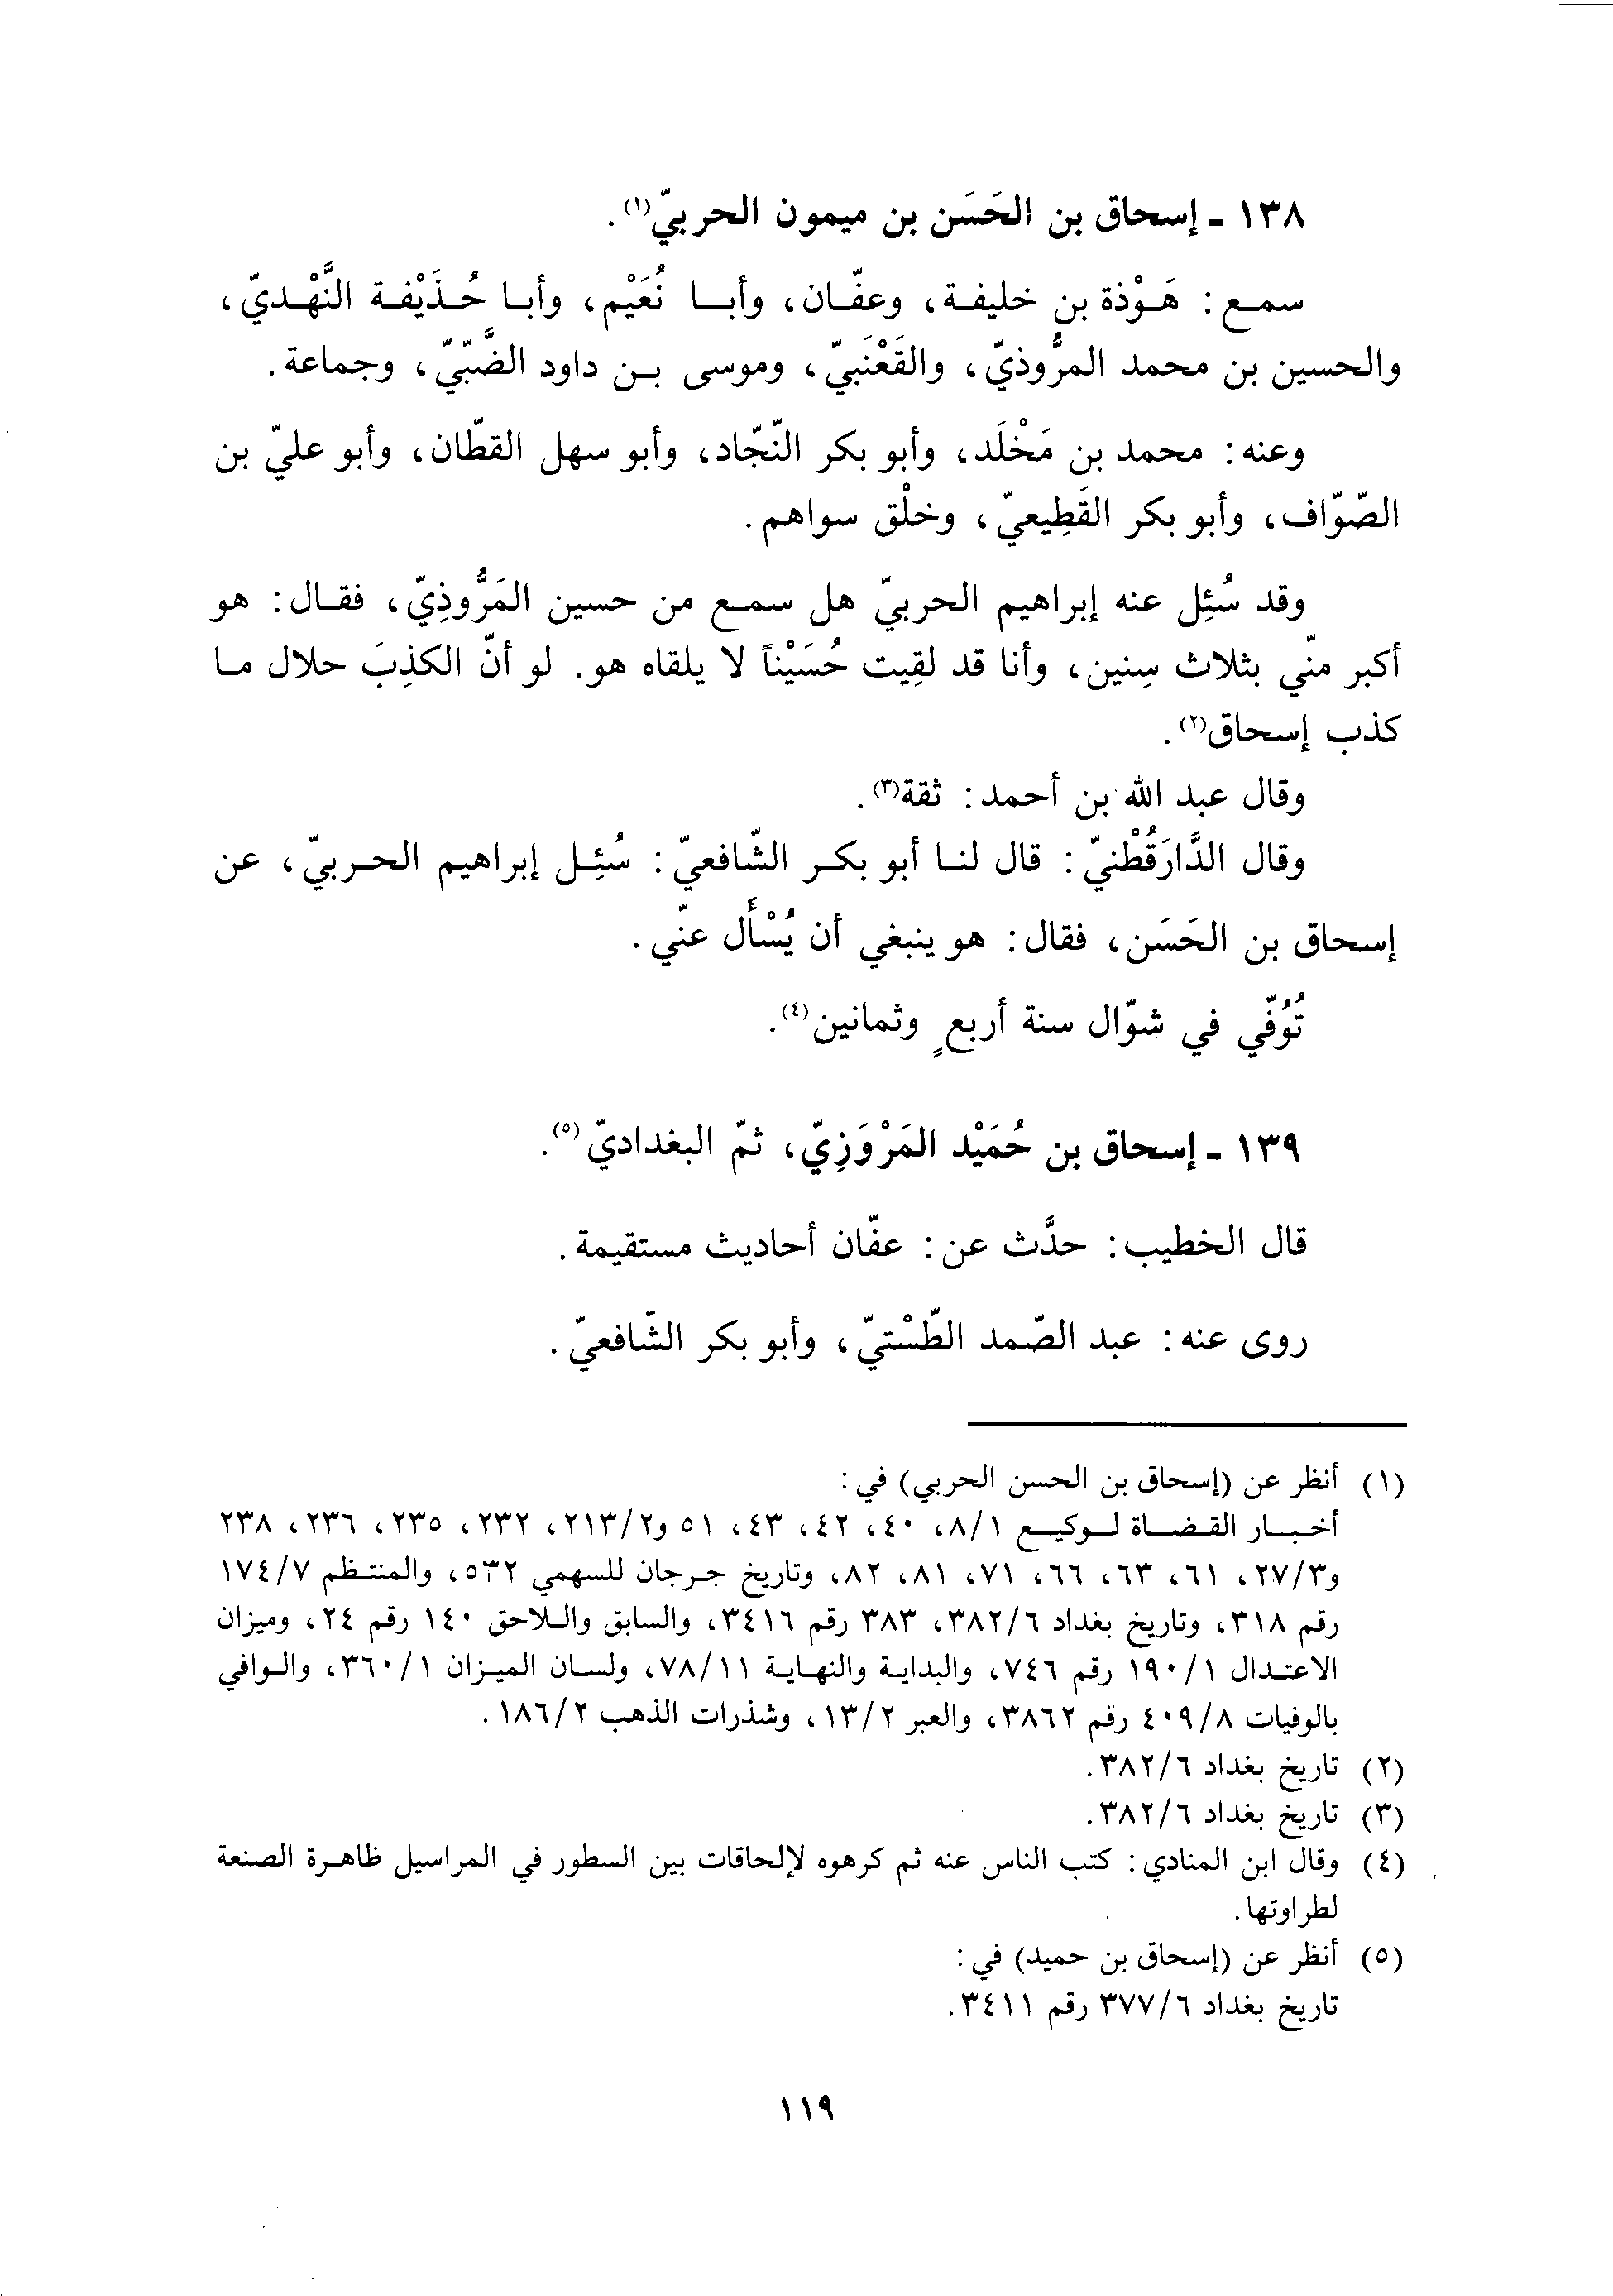 ١٣٨ ـ إسحاق بن الحَسَن بن ميمون الحربيّ(١).
سمع: هَوْذة بن خليفة، وعفّان، وأبا نُعَيْم، وأبا حُذَيْفة النَّهْديّ،
والحسين بن محمد المرُّوذيّ، والقَعْنَبيّ، وموسى بن داود الضَّبّيّ، وجماعة.
وعنه: محمد بن مَخْلَد، وأبو بكر النّجّاد، وأبو سهل القطّان، وأبو عليّ بن
الصّوّاف، وأبو بكر القَطِيعيّ، وخلْق سواهم.
وقد سُئِل عنه إبراهيم الحربيّ هل سمع من حسين المَرُّوذِيّ، فقال: هو
أكبر منّي بثلاث سِنين، وأنا قد لقِيت حُسَيْناً لا يلقاه هو. لو أنّ الكذِبَ حلال ما
كذب إسحاق(٢).
وقال عبد الله بن أحمد: ثقة(٣).
وقال الدَّارَقُطْنيّ: قال لنا أبو بكر الشّافعيّ: سُئِل إبراهيم الحربيّ، عن
إسحاق بن الحَسَن، فقال: هو ينبغي أن يُسْأَل عنّي.
تُوُفّي في شوّال سنة أربعٍ وثمانين(٤).
١٣٩ ـ إسحاق بن حُمَيْد المَرْوَزِيّ، ثمّ البغداديّ(٥).
قال الخطيب: حدَّث عن: عفّان أحاديث مستقيمة.
روى عنه: عبد الصّمد الطّسْتيّ، وأبو بكر الشّافعيّ.
(١) أنظر عن (إسحاق بن الحسن الحربي) في:
أخبار القضاة لوكيع ٨/١، ٤٠، ٤٢، ٤٣، ٥١ و٢١٣/٢، ٢٣٢، ٢٣٥، ٢٣٦، ٢٣٨
و٢٧/٣، ٦١، ٦٣، ٦٦، ٧١، ٨١، ٨٢، وتاريخ جرجان للسهمي ٥٣٢، والمنتظم ١٧٤/٧
رقم ٣١٨، وتاريخ بغداد ٣٨٢/٦، ٣٨٣ رقم ٣٤١٦، والسابق واللاحق ١٤٠ رقم ٢٤، وميزان
الاعتدال ١٩٠/١ رقم ٧٤٦، والبداية والنهاية ٧٨/١١، ولسان الميزان ٣٦٠/١، والوافي
بالوفيات ٤٠٩/٨ رقم ٣٨٦٢، والعبر ١٣/٢، وشذرات الذهب ١٨٦/٢.
(٢) تاريخ بغداد ٣٨٢/٦.
(٣) تاريخ بغداد ٣٨٢/٦.
(٤) وقال ابن المنادي: كتب الناس عنه ثم كرهوه لإلحاقات بين السطور في المراسيل ظاهرة الصنعة
لطراوتها.
(٥) أنظر عن (إسحاق بن حميد) في:
تاريخ بغداد ٣٧٧/٦ رقم ٣٤١١.
١١٩